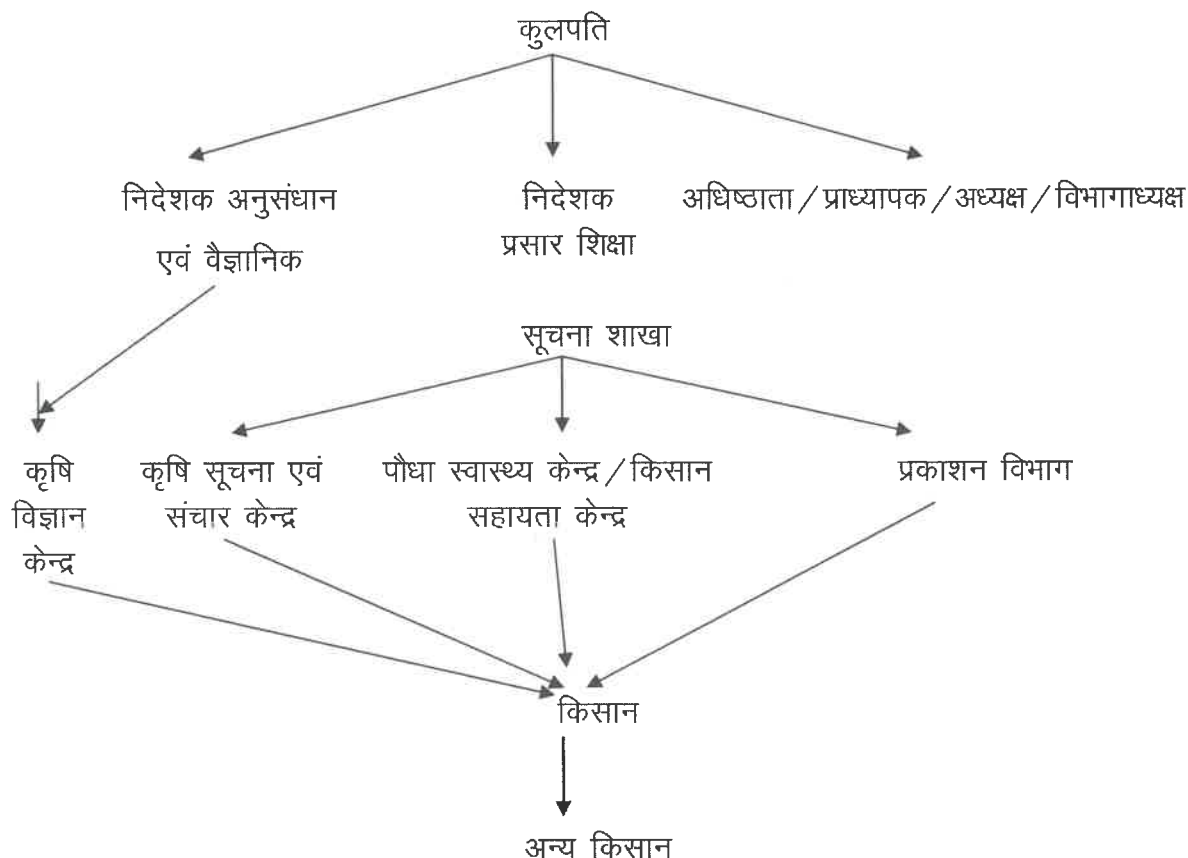 कुलपति
निदेशक अनुसंधान
एवं वैज्ञानिक
निदेशक
प्रसार शिक्षा
अधिष्ठाता / प्राध्यापक / अध्यक्ष / विभागाध्यक्ष
सूचना शाखा
कृषि
विज्ञान
केन्द्र
कृषि सूचना एवं
संचार केन्द्र
पौधा स्वास्थ्य केन्द्र / किसान
सहायता केन्द्र
प्रकाशन विभाग
किसान
अन्य किसान